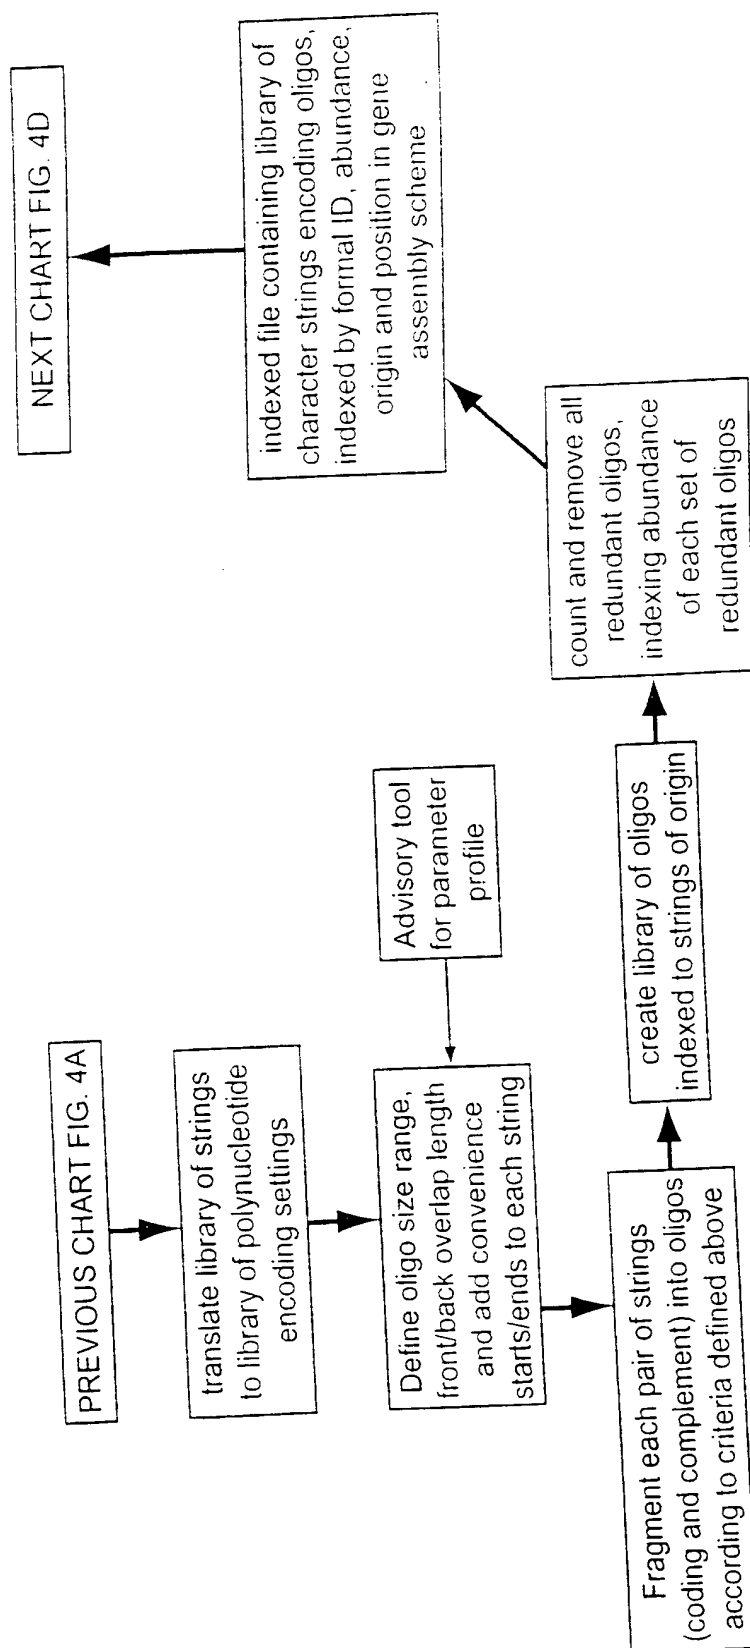 PREVIOUS CHART FIG. 4A
translate library of strings
to library of polynucleotide
encoding settings
Define oligo size range,
front/back overlap length
and add convenience
starts/ends to each string
Advisory tool
for parameter
profile
Fragment each pair of strings
(coding and complement) into oligos
according to criteria defined above
create library of oligos
indexed to strings of origin
count and remove all
redundant oligos,
indexing abundance
of each set of
redundant oligos
indexed file containing library of
character strings encoding oligos,
indexed by formal ID, abundance,
origin and position in gene
assembly scheme
NEXT CHART FIG. 4D